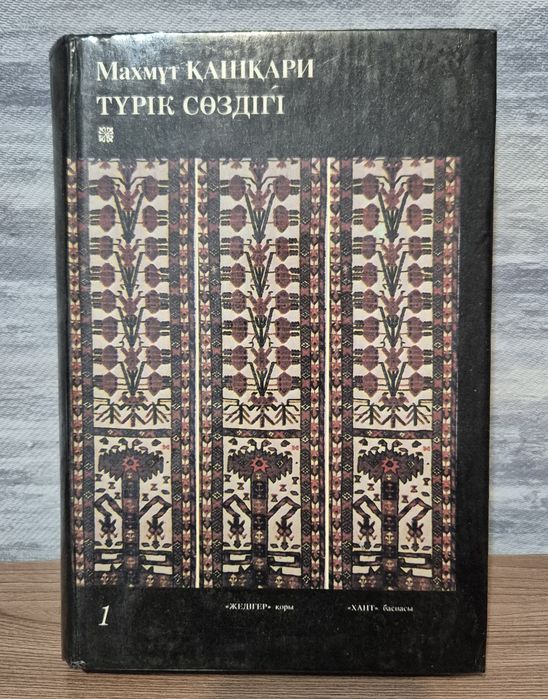 Махмұт ҚАШҚАРИ
ТҮРІК СӨЗДІГІ
1
«ЖЕДІГЕР» қоры «ХАНТ» баспасы